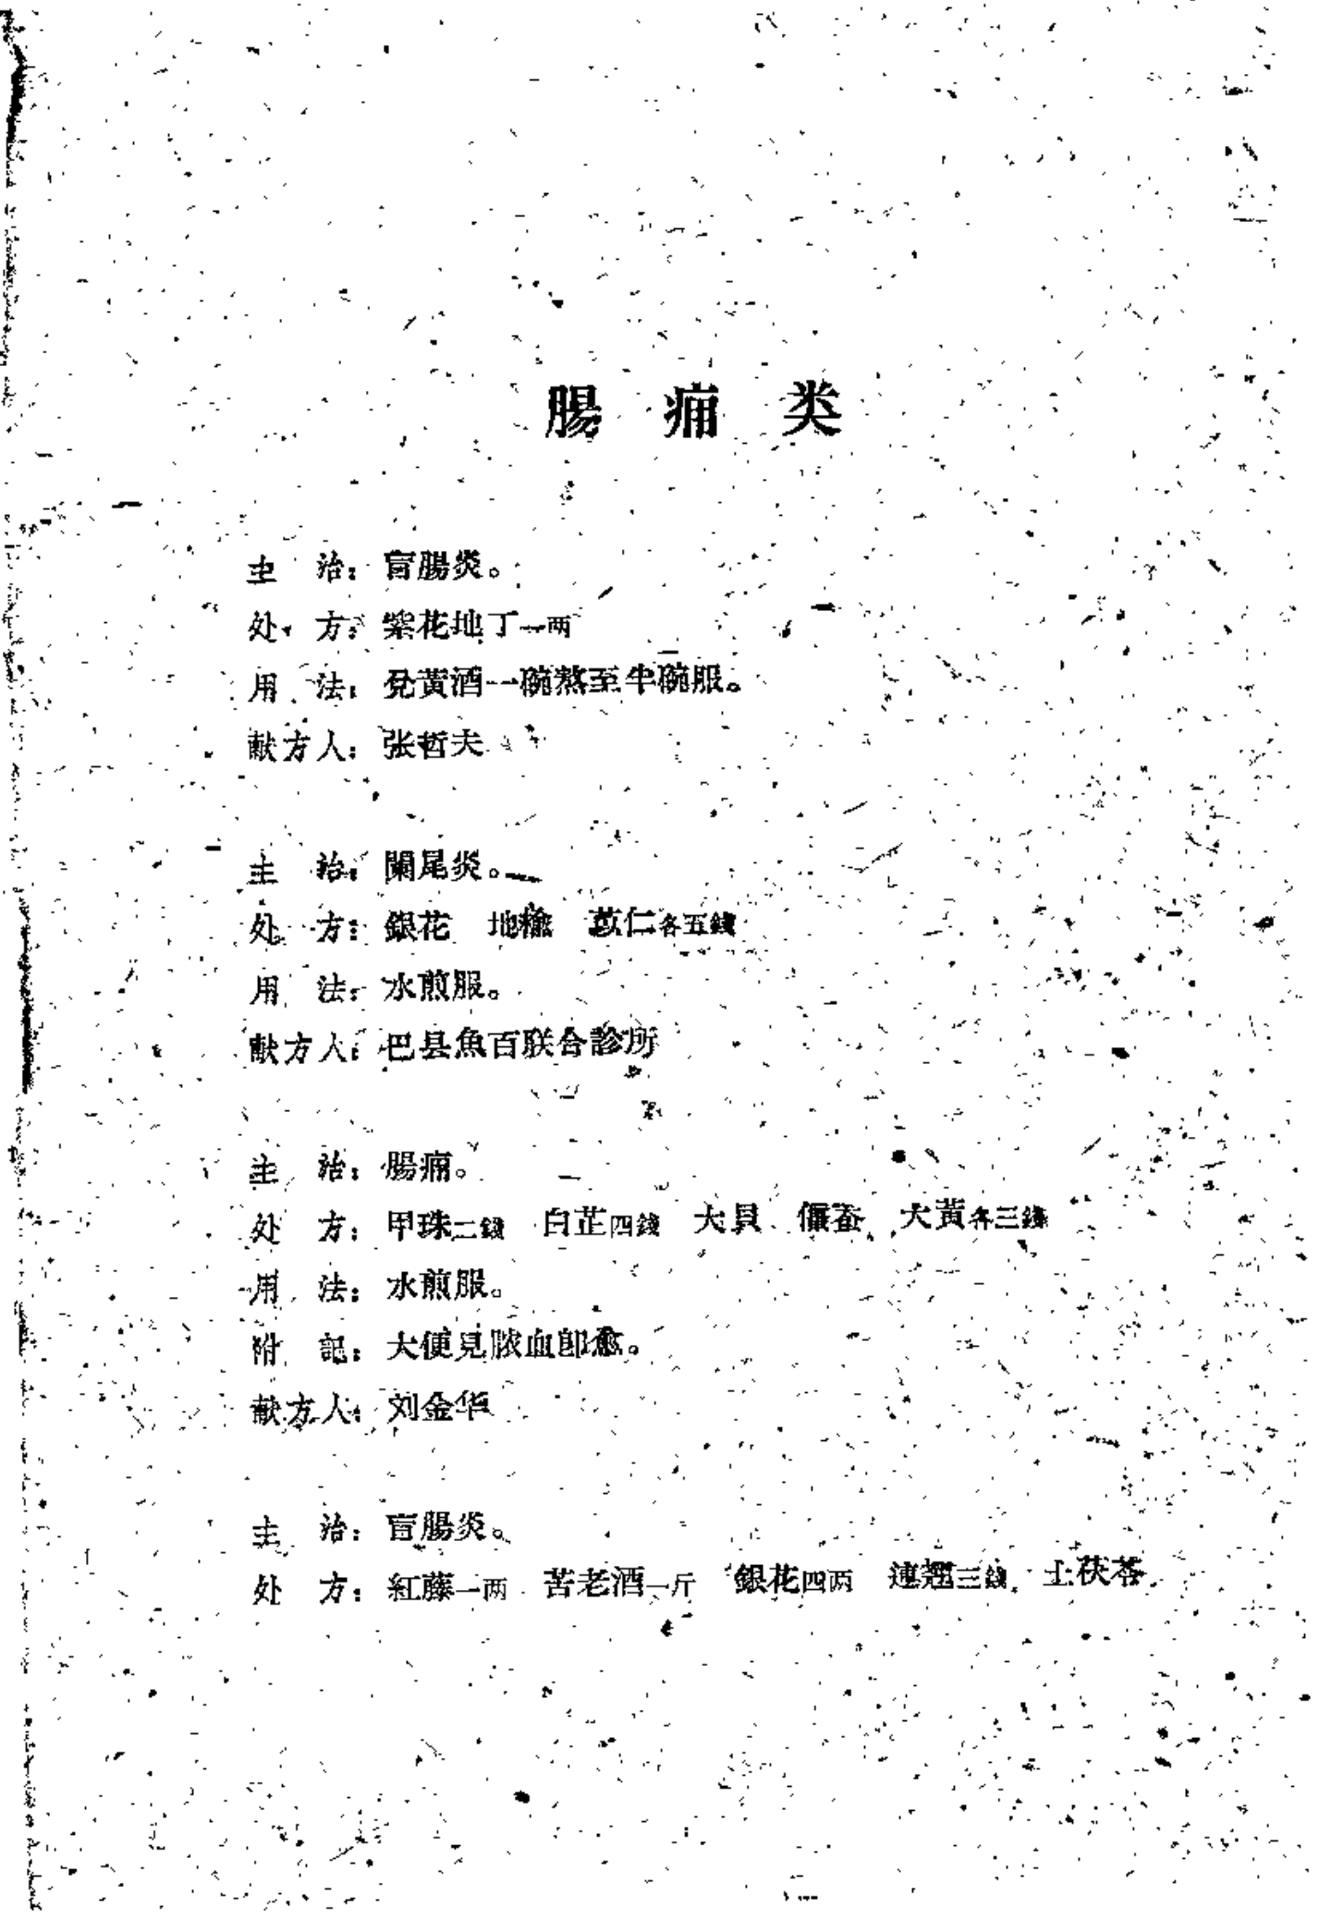 腸痈类
主治：盲腸炎。
处方：紫花地丁一两
用法：兌黃酒一碗熬至半碗服。
献方人：张哲夫
主治：闌尾炎。
处方：銀花 地榆 苡仁各五錢
用法：水煎服。
献方人：巴县魚百联合診所
主治：腸痈。
处方：甲珠二錢 白芷四錢 大貝 僵蚕 大黃各三錢
用法：水煎服。
附記：大便見脓血即愈。
献方人：刘金华
主治：盲腸炎。
处方：紅藤一两 苦老酒一斤 銀花四两 連翘三錢 土茯苓